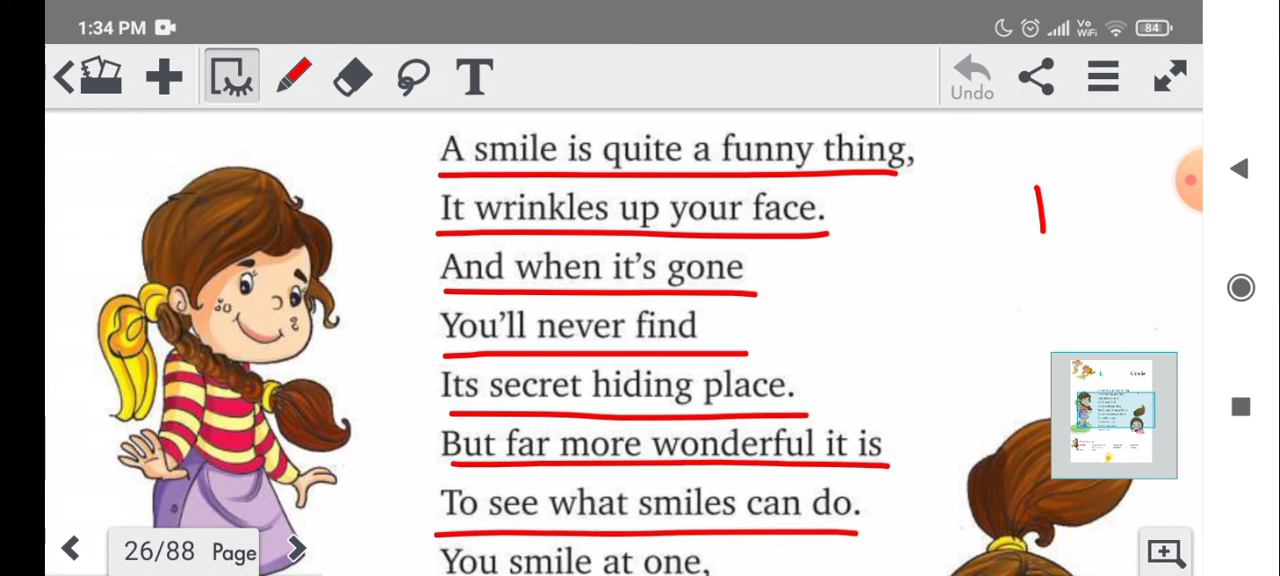 1:34 PM
Vo
WiFi
84
T
Undo
A smile is quite a funny thing,
It wrinkles up your face.
And when it's gone
You'll never find
Its secret hiding place.
But far more wonderful it is
To see what smiles can do.
You smile at one,
26/88 Page